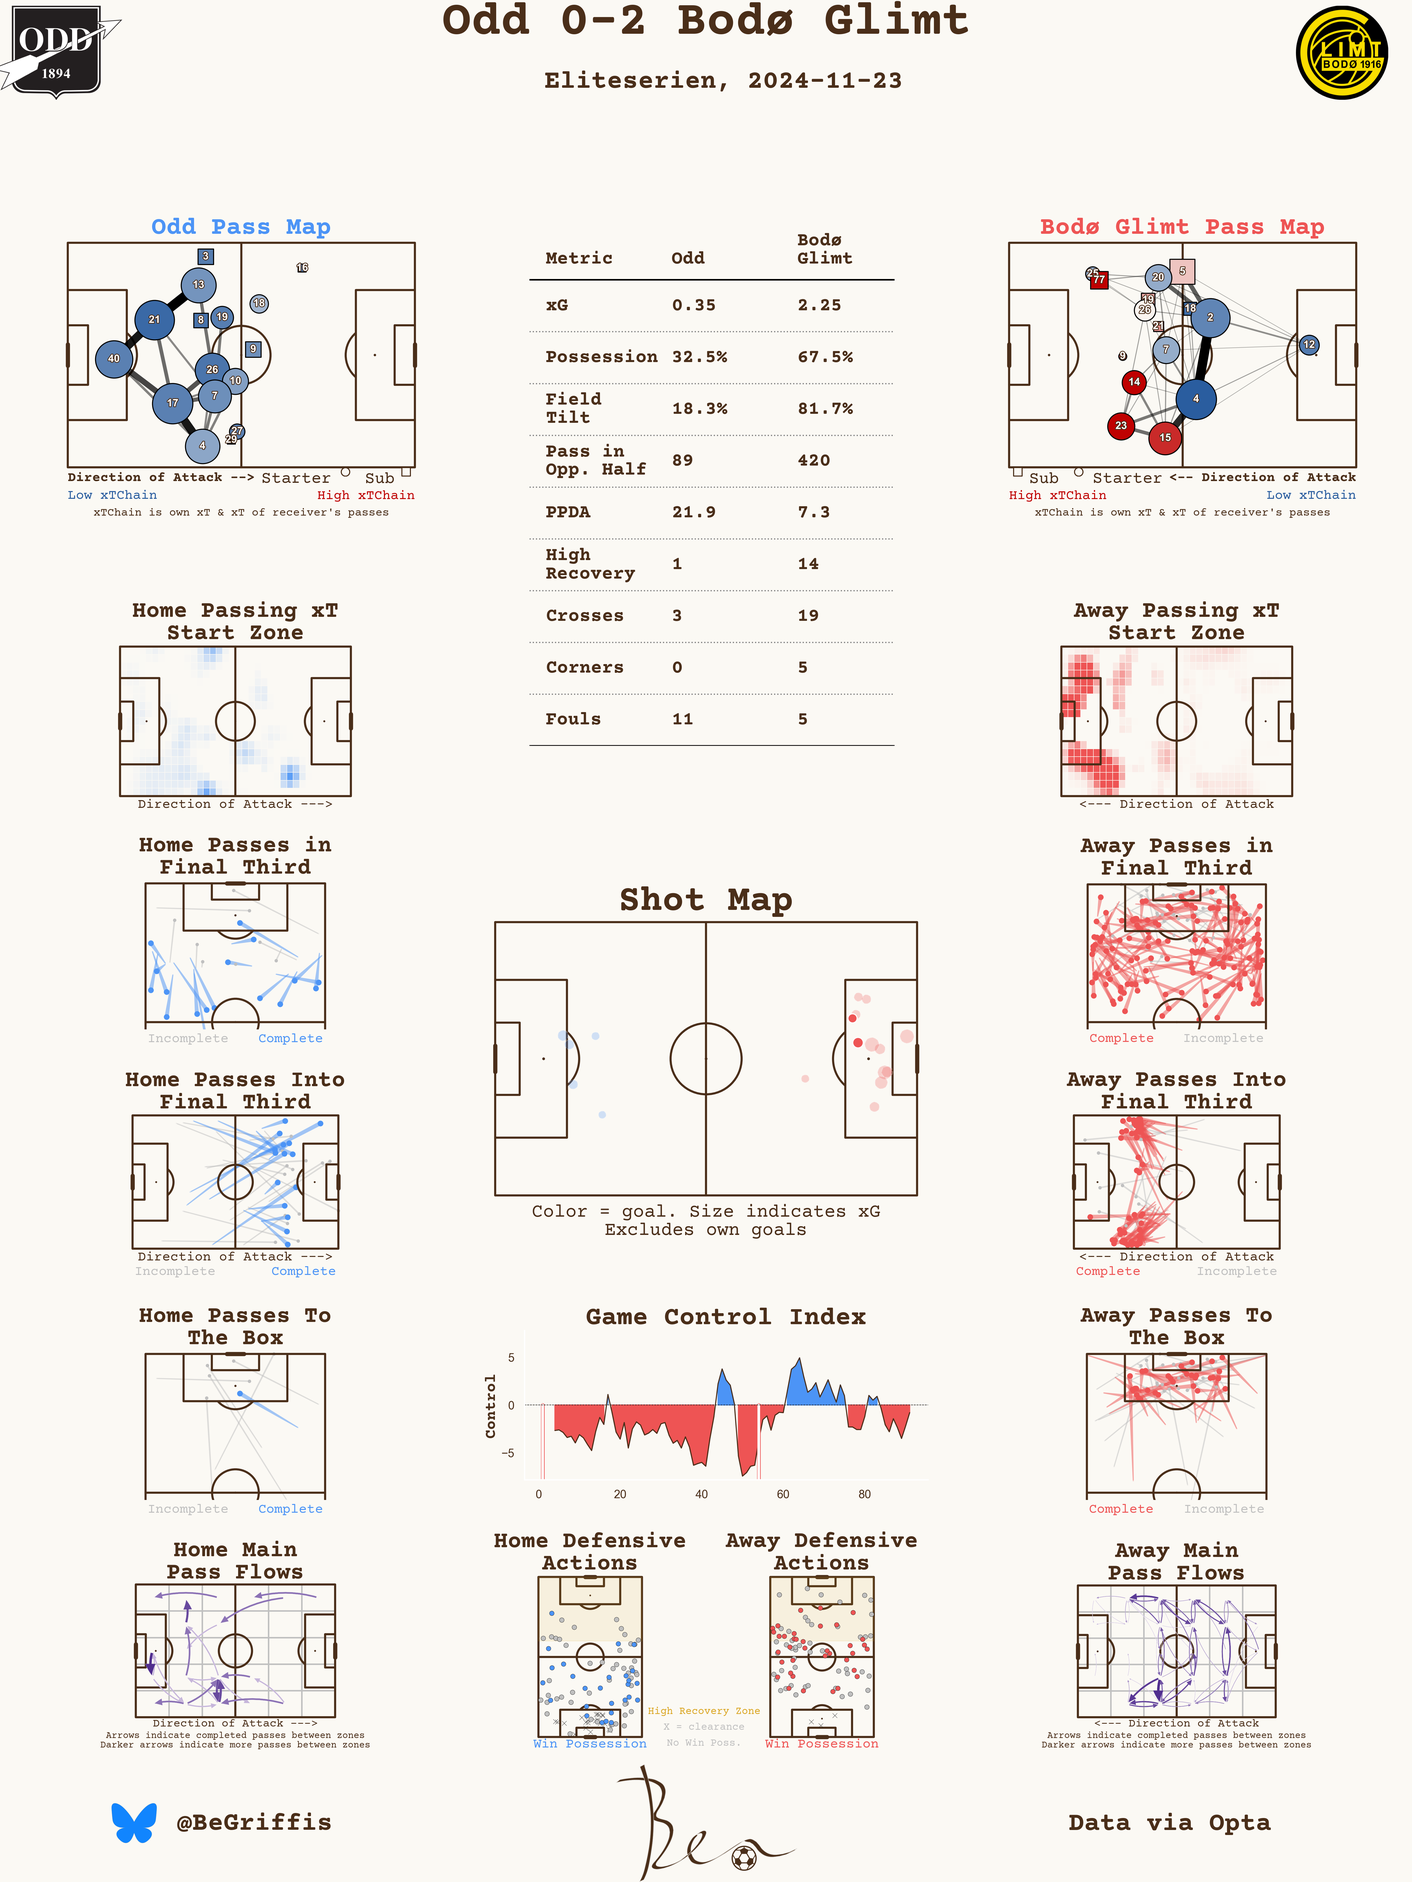 Odd 0-2 Bodø Glimt
Eliteserien, 2024-11-23
ODD
1894
GLIMT
BODØ 1916
Odd Pass Map
3
16
13
18
21
8
19
9
40
26
10
17
7
27
29
4
Direction of Attack -->
Starter
Sub
Low xTChain
High xTChain
xTChain is own xT & xT of receiver's passes
Metric
Odd
Bodø
Glimt
xG 0.35 2.25
Possession 32.5% 67.5%
Field
Tilt
18.3% 81.7%
Pass in
Opp. Half
89 420
PPDA 21.9 7.3
High
Recovery
1 14
Crosses 3 19
Corners 0 5
Fouls 11 5
Bodø Glimt Pass Map
25
77
20
5
19
26
18
2
21
7
9
12
14
4
23
15
Sub
Starter
<-- Direction of Attack
High xTChain
Low xTChain
xTChain is own xT & xT of receiver's passes
Home Passing xT
Start Zone
Direction of Attack --->
Away Passing xT
Start Zone
<--- Direction of Attack
Home Passes in
Final Third
Incomplete
Complete
Away Passes in
Final Third
Complete
Incomplete
Shot Map
Color = goal. Size indicates xG
Excludes own goals
Home Passes Into
Final Third
Direction of Attack --->
Incomplete
Complete
Away Passes Into
Final Third
<--- Direction of Attack
Complete
Incomplete
Home Passes To
The Box
Incomplete
Complete
Game Control Index
Control
5
0
−5
0 20 40 60 80
Away Passes To
The Box
Complete
Incomplete
Home Main
Pass Flows
Direction of Attack --->
Arrows indicate completed passes between zones
Darker arrows indicate more passes between zones
Home Defensive
Actions
Win Possession
High Recovery Zone
X = clearance
No Win Poss.
Away Defensive
Actions
Win Possession
Away Main
Pass Flows
<--- Direction of Attack
Arrows indicate completed passes between zones
Darker arrows indicate more passes between zones
@BeGriffis
Ben
Data via Opta